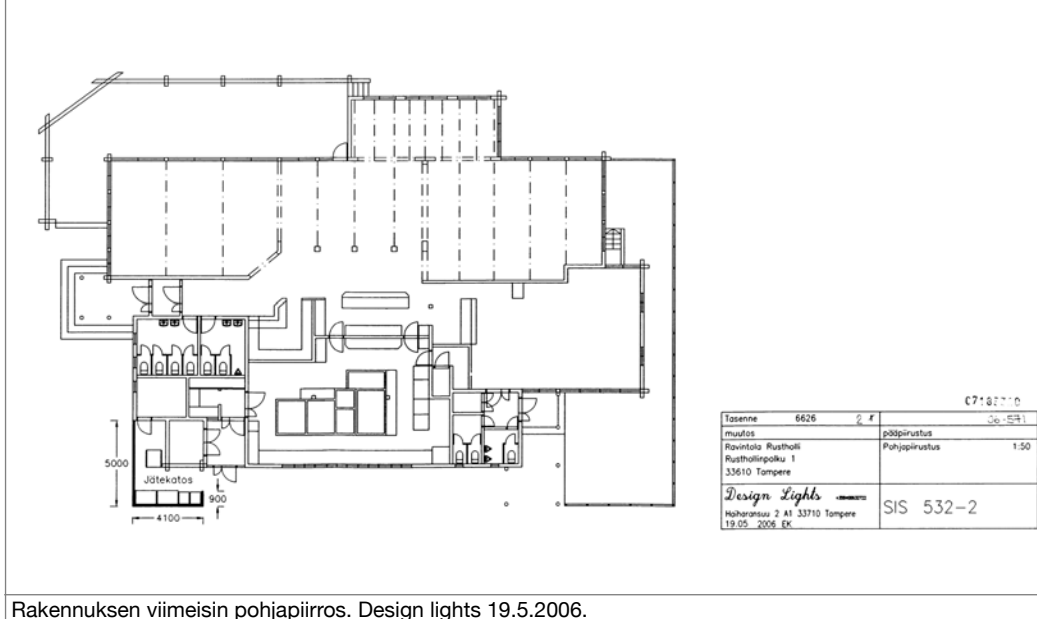 5000
Jätekatos
900
4100
Tasenne 6626 2
muutos pääpiirustus
Ravintola Rustholli Pohjapiirustus 1:50
Rusthollinpolku 1
33610 Tampere
Design Lights
Haiharansuu 2 A1 33710 Tampere
19.05 2006 EK
SIS 532-2
Rakennuksen viimeisin pohjapiirros. Design lights 19.5.2006.